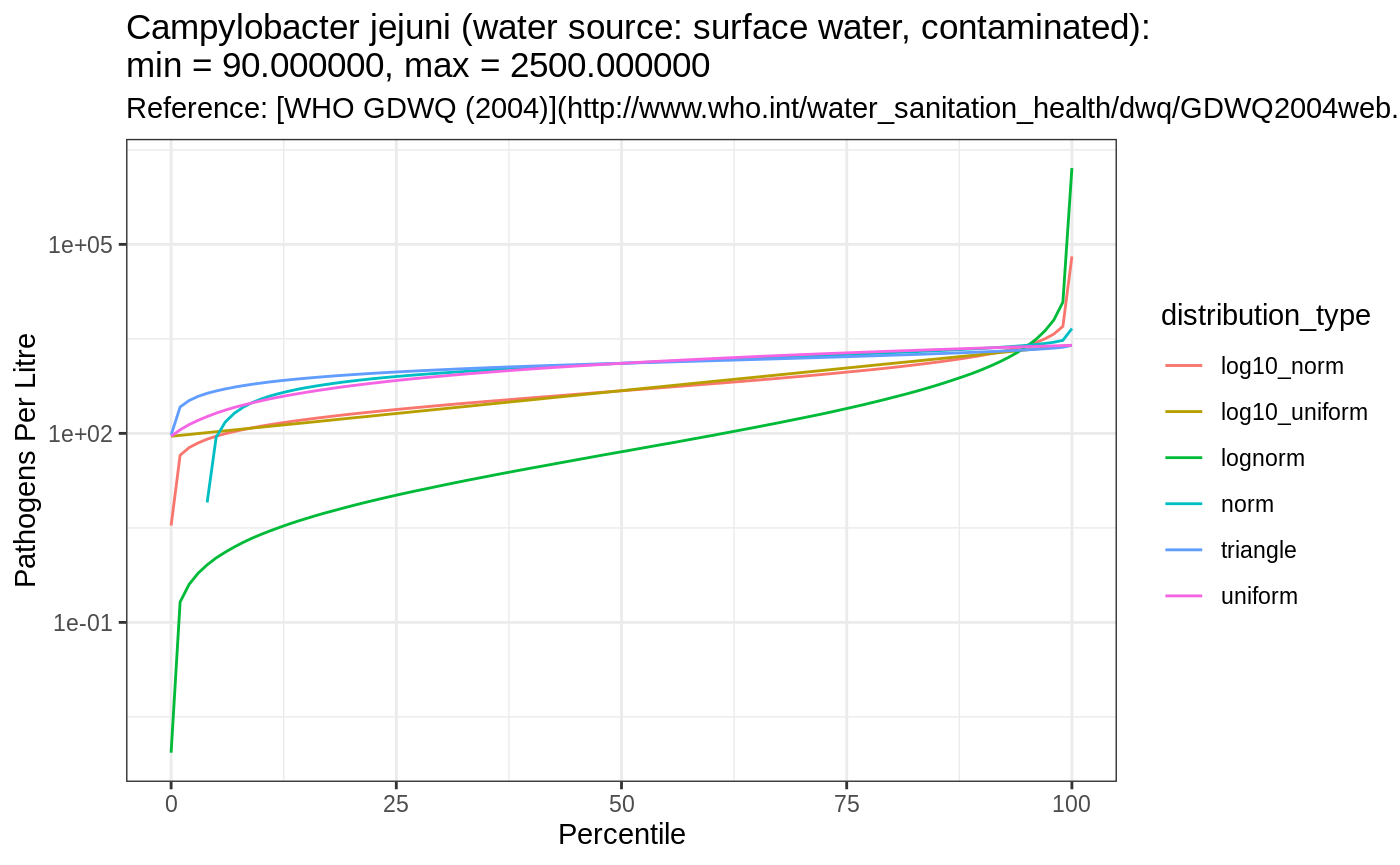 Campylobacter jejuni (water source: surface water, contaminated):
min = 90.000000, max = 2500.000000
Reference: [WHO GDWQ (2004)](http://www.who.int/water_sanitation_health/dwq/GDWQ2004web.
1e+05
1e+02
1e-01
Pathogens Per Litre
0 25 50 75 100
Percentile
distribution_type
log10_norm
log10_uniform
lognorm
norm
triangle
uniform